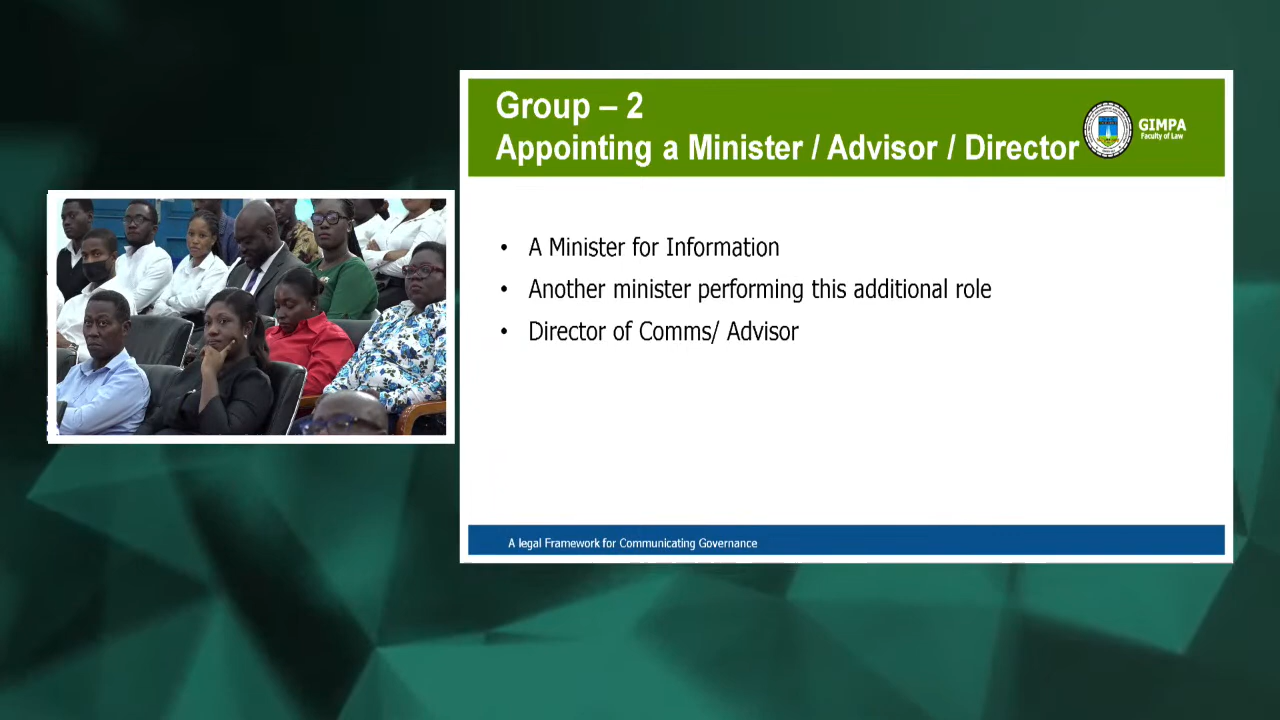 Group – 2
Appointing a Minister / Advisor / Director
GIMPA
Faculty of Law
• A Minister for Information
• Another minister performing this additional role
• Director of Comms/ Advisor
A legal Framework for Communicating Governance